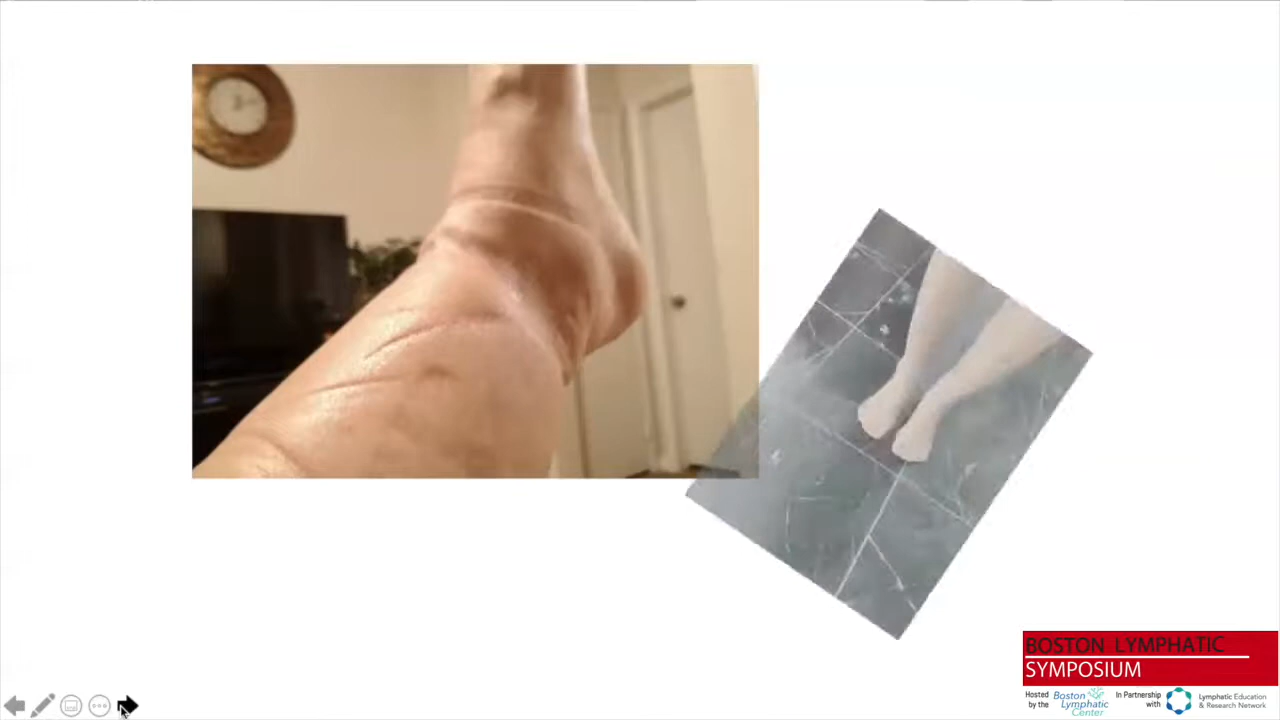 BOSTON LYMPHATIC
SYMPOSIUM
Hosted
by the
Boston
Lymphatic
Center
In Partnership
with
Lymphatic Education
& Research Network